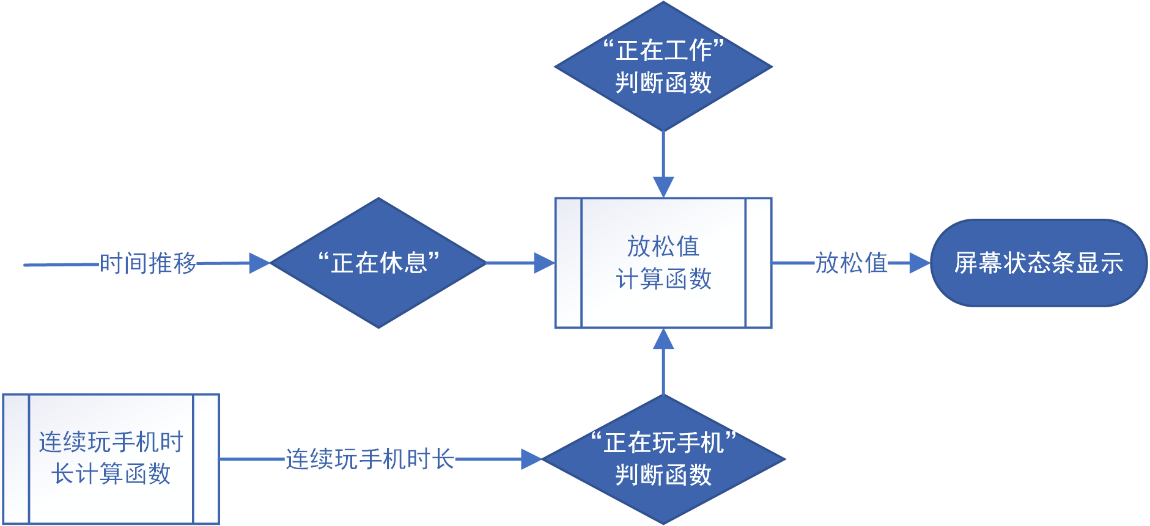 “正在工作”
判断函数
时间推移
“正在休息”
放松值
计算函数
放松值
屏幕状态条显示
连续玩手机时
长计算函数
连续玩手机时长
“正在玩手机”
判断函数